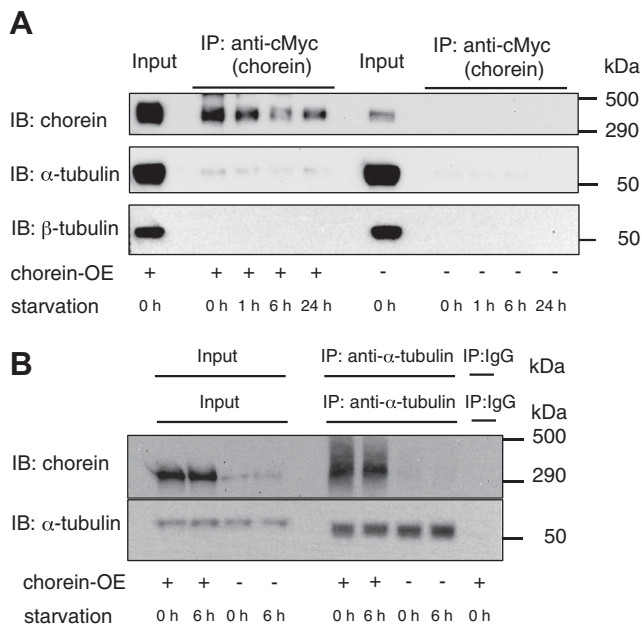 A
Input IP: anti-cMyc (chorein) Input IP: anti-cMyc (chorein) kDa
IB: chorein 500
290
IB: α-tubulin 50
IB: β-tubulin 50
chorein-OE + + + + + - - - - -
starvation 0 h 0 h 1 h 6 h 24 h 0 h 0 h 1 h 6 h 24 h
B
Input IP: anti-α-tubulin IP:IgG kDa
Input IP: anti-α-tubulin IP:IgG kDa
IB: chorein 500
290
IB: α-tubulin 50
chorein-OE + + - - + + - - +
starvation 0 h 6 h 0 h 6 h 0 h 6 h 0 h 6 h 0 h